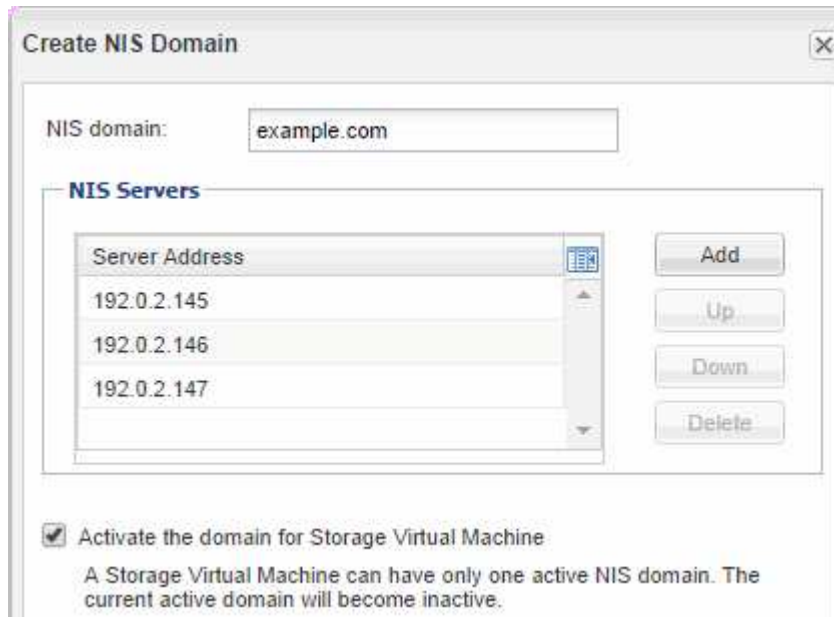 Create NIS Domain
NIS domain:
example.com
NIS Servers
Server Address
192.0.2.145
192.0.2.146
192.0.2.147
Add
Up
Down
Delete
Activate the domain for Storage Virtual Machine
A Storage Virtual Machine can have only one active NIS domain. The
current active domain will become inactive.